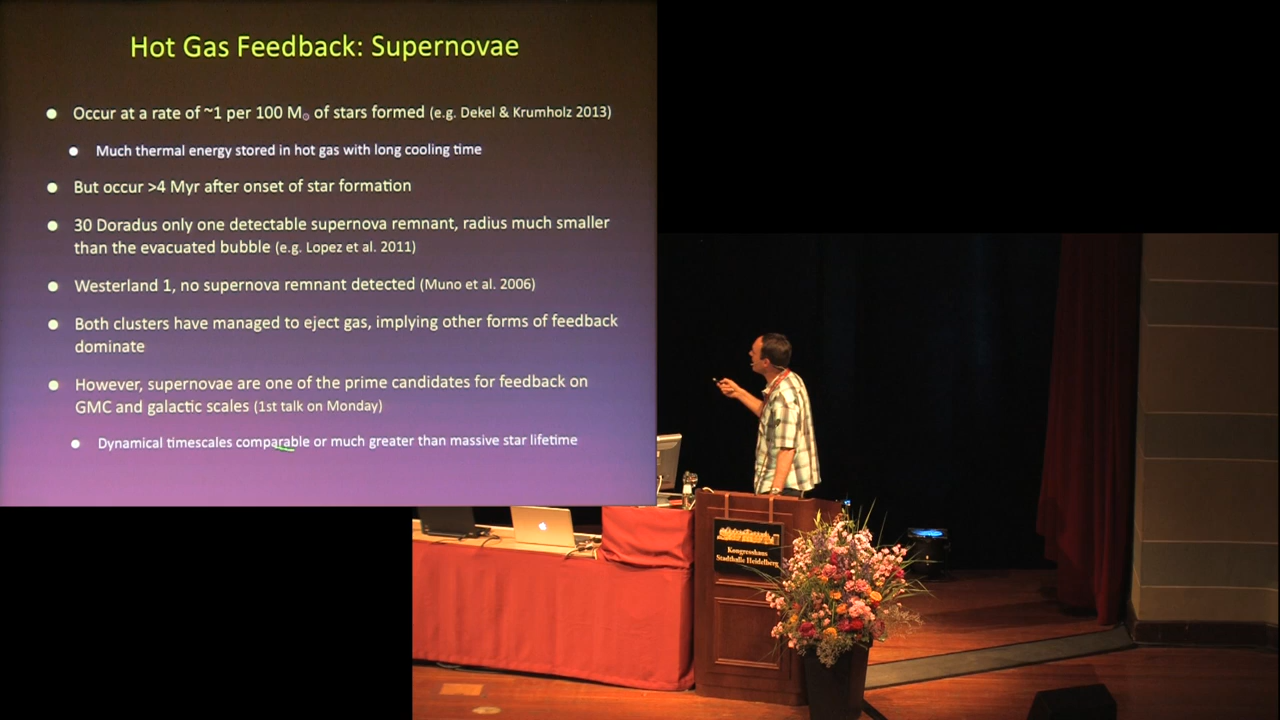 Hot Gas Feedback: Supernovae
● Occur at a rate of ~1 per 100 M☉ of stars formed (e.g. Dekel & Krumholz 2013)
● Much thermal energy stored in hot gas with long cooling time
● But occur >4 Myr after onset of star formation
● 30 Doradus only one detectable supernova remnant, radius much smaller
than the evacuated bubble (e.g. Lopez et al. 2011)
● Westerland 1, no supernova remnant detected (Muno et al. 2006)
● Both clusters have managed to eject gas, implying other forms of feedback
dominate
● However, supernovae are one of the prime candidates for feedback on
GMC and galactic scales (1st talk on Monday)
● Dynamical timescales comparable or much greater than massive star lifetime
Kongresshaus
Stadthalle Heidelberg